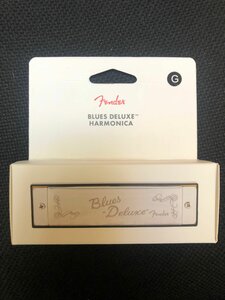 G
Fender
BLUES DELUXE™
HARMONICA
Blues
Deluxe
Fender